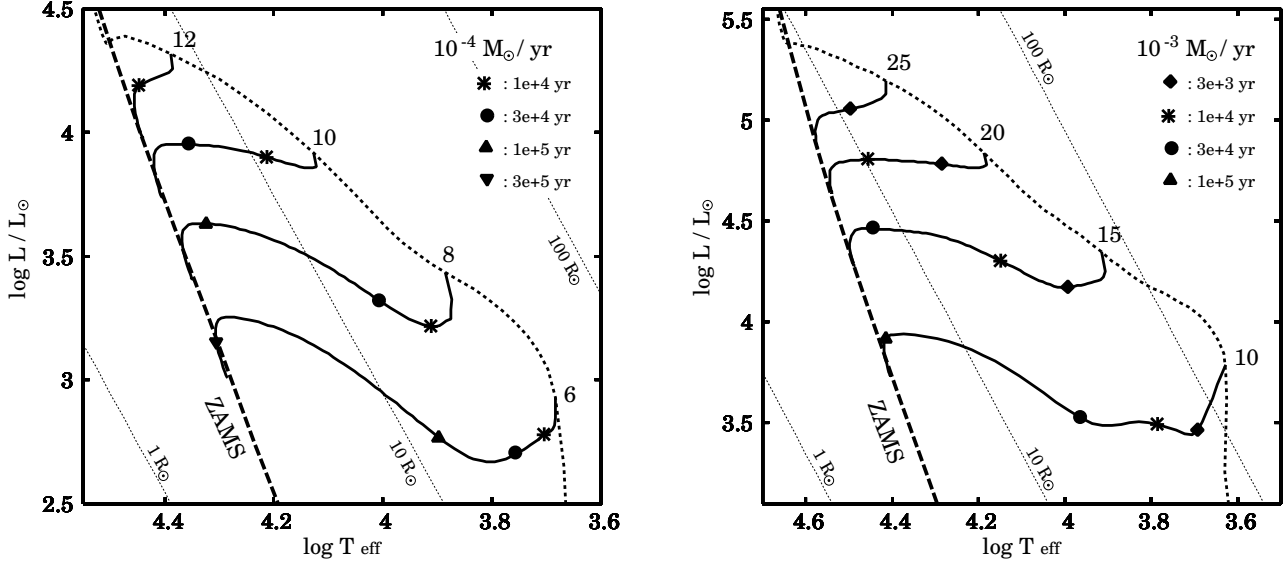 4.5
4
3.5
3
2.5
log L / L⊙
12
10
8
6
10⁻⁴ M⊙/ yr
: 1e+4 yr
: 3e+4 yr
: 1e+5 yr
: 3e+5 yr
100 R⊙
10 R⊙
1 R⊙
ZAMS
4.4
4.2
4
3.8
3.6
log T eff
5.5
5
4.5
4
3.5
log L / L⊙
25
20
15
10
10⁻³ M⊙/ yr
: 3e+3 yr
: 1e+4 yr
: 3e+4 yr
: 1e+5 yr
100 R⊙
10 R⊙
1 R⊙
ZAMS
4.6
4.4
4.2
4
3.8
3.6
log T eff